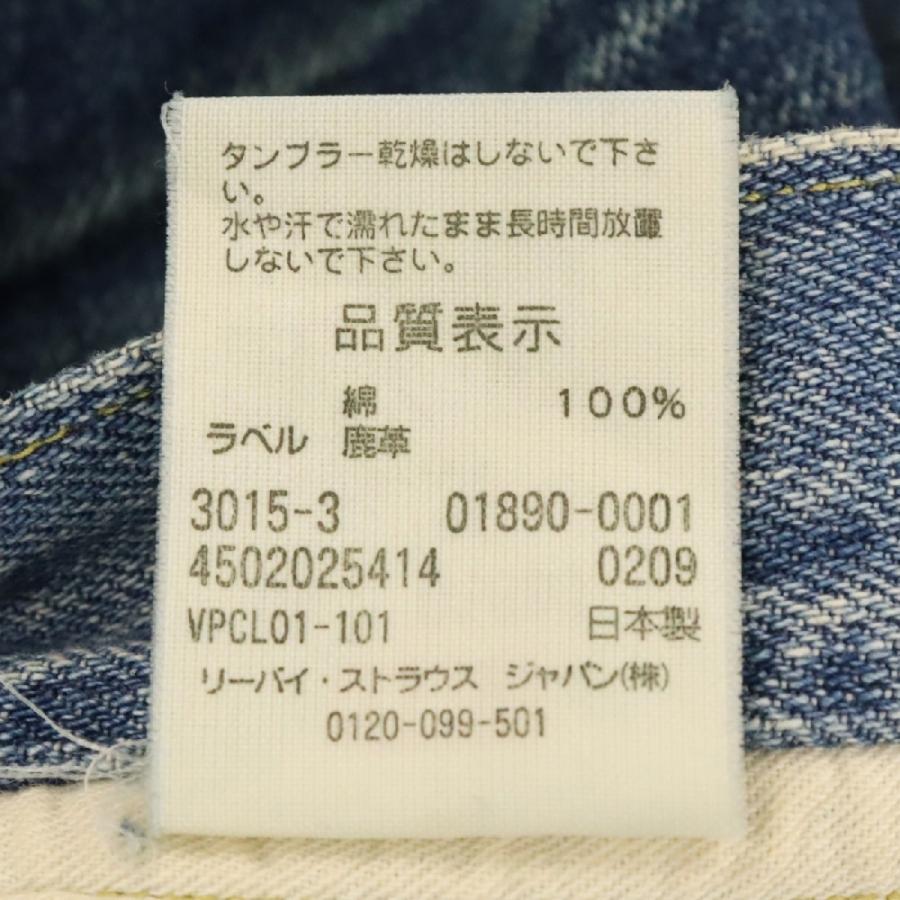 タンブラー乾燥はしないで下さ
い。
水や汗で濡れたまま長時間放置
しないで下さい。
品質表示
綿 100%
ラベル 鹿革
3015-3 01890-0001
4502025414 0209
VPCL01-101 日本製
リーバイ・ストラウス ジャパン(株)
0120-099-501